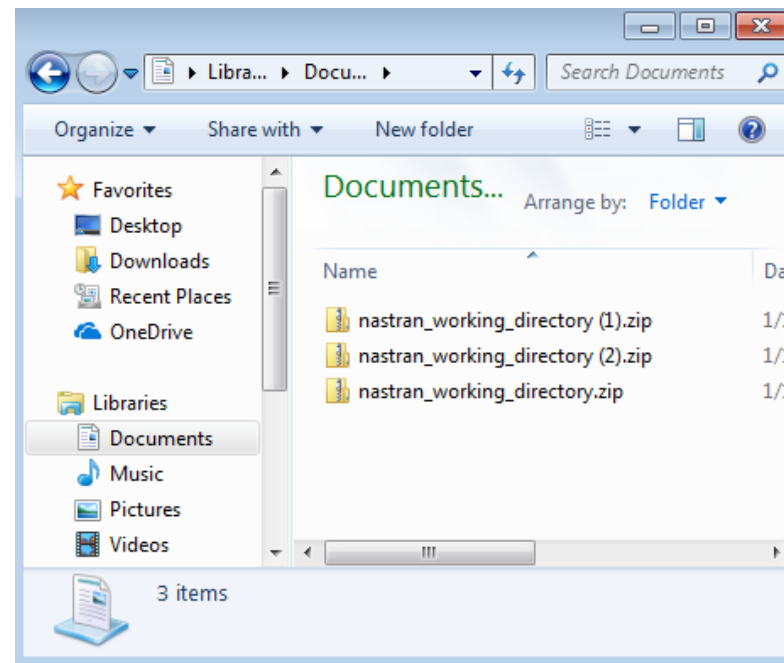 Libra... Docu...
Search Documents
Organize Share with New folder
Favorites
Desktop
Downloads
Recent Places
OneDrive
Libraries
Documents
Music
Pictures
Videos
Documents...
Arrange by: Folder
Name
nastran_working_directory (1).zip
nastran_working_directory (2).zip
nastran_working_directory.zip
3 items